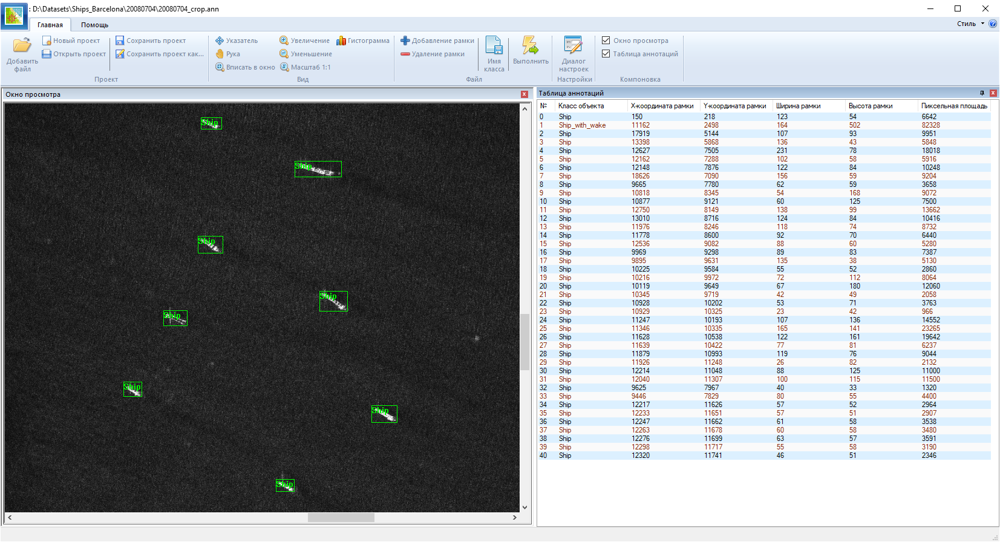 : D:\Datasets\Ships_Barcelona\20080704\20080704_crop.ann
Главная Помощь Стиль
Новый проект Сохранить проект Указатель Увеличение Гистограмма Добавление рамки Окно просмотра
Открыть проект Сохранить проект как... Рука Уменьшение Удаление рамки Таблица аннотаций
Добавить файл Вписать в окно Масштаб 1:1 Имя класса Выполнить Диалог настроек
Проект Вид Файл Настройки Компоновка
Окно просмотра
Ship
Ship
Ship
Ship
Ship
Ship
Ship
Ship
Таблица аннотаций
№ Класс объекта X-координата рамки Y-координата рамки Ширина рамки Высота рамки Пиксельная площадь
0 Ship 150 218 123 54 6642
1 Ship_with_wake 11162 2498 164 502 82328
2 Ship 17919 5144 107 93 9951
3 Ship 13398 5868 136 43 5848
4 Ship 12627 7505 231 78 18018
5 Ship 12162 7288 102 58 5916
6 Ship 12148 7876 122 84 10248
7 Ship 18626 7090 156 59 9204
8 Ship 9665 7780 62 59 3658
9 Ship 10818 8345 54 168 9072
10 Ship 10877 9121 60 125 7500
11 Ship 12750 8149 138 99 13662
12 Ship 13010 8716 124 84 10416
13 Ship 11976 8246 118 74 8732
14 Ship 11778 8600 92 70 6440
15 Ship 12536 9082 88 60 5280
16 Ship 9969 9298 89 83 7387
17 Ship 9895 9631 135 38 5130
18 Ship 10225 9584 55 52 2860
19 Ship 10216 9972 72 112 8064
20 Ship 10119 9649 67 180 12060
21 Ship 10345 9719 42 49 2058
22 Ship 10928 10202 53 71 3763
23 Ship 10929 10325 23 42 966
24 Ship 11247 10193 107 136 14552
25 Ship 11346 10335 165 141 23265
26 Ship 11628 10538 122 161 19642
27 Ship 11639 10422 77 81 6237
28 Ship 11879 10993 119 76 9044
29 Ship 11926 11248 26 82 2132
30 Ship 12214 11048 88 125 11000
31 Ship 12040 11307 100 115 11500
32 Ship 9625 7967 40 33 1320
33 Ship 9446 7829 80 55 4400
34 Ship 12217 11626 57 52 2964
35 Ship 12233 11651 57 51 2907
36 Ship 12247 11662 61 58 3538
37 Ship 12263 11678 60 58 3480
38 Ship 12276 11699 63 57 3591
39 Ship 12298 11717 55 58 3190
40 Ship 12320 11741 46 51 2346